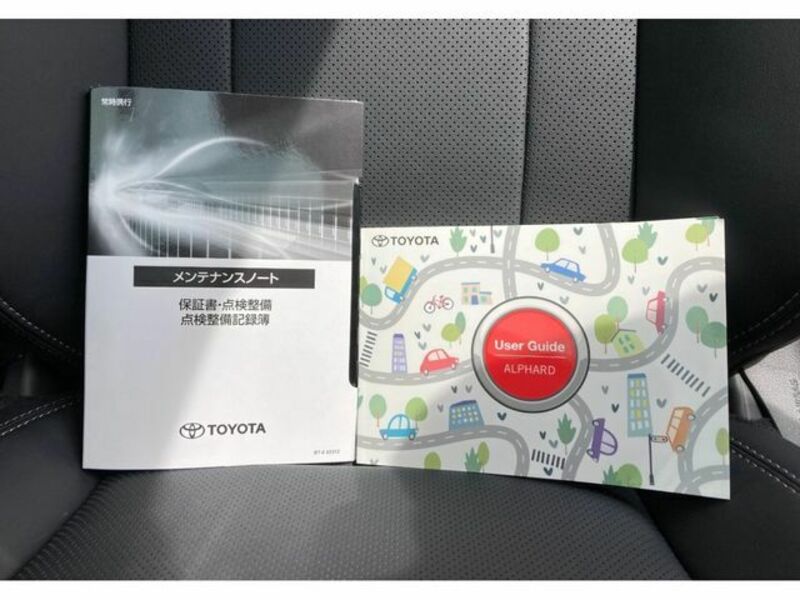 常時携行
メンテナンスノート
保証書・点検整備
点検整備記録簿
TOYOTA
TOYOTA
User Guide
ALPHARD